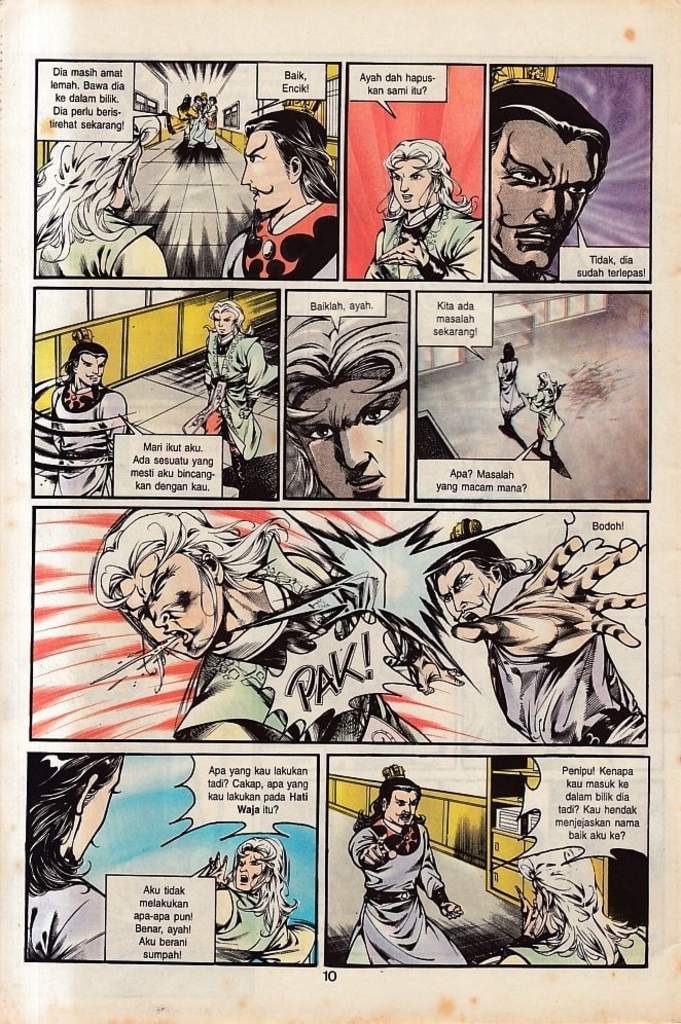 Dia masih amat
lemah. Bawa dia
ke dalam bilik.
Dia perlu beris-
tirehat sekarang!
Baik,
Encik!
Ayah dah hapus-
kan sami itu?
Tidak, dia
sudah terlepas!
Mari ikut aku.
Ada sesuatu yang
mesti aku bincang-
kan dengan kau.
Baiklah, ayah.
Kita ada
masalah
sekarang!
Apa? Masalah
yang macam mana?
Bodoh!
PAK!
Apa yang kau lakukan
tadi? Cakap, apa yang
kau lakukan pada Hati
Waja itu?
Aku tidak
melakukan
apa-apa pun!
Benar, ayah!
Aku berani
sumpah!
Penipu! Kenapa
kau masuk ke
dalam bilik dia
tadi? Kau hendak
menjejaskan nama
baik aku ke?
10